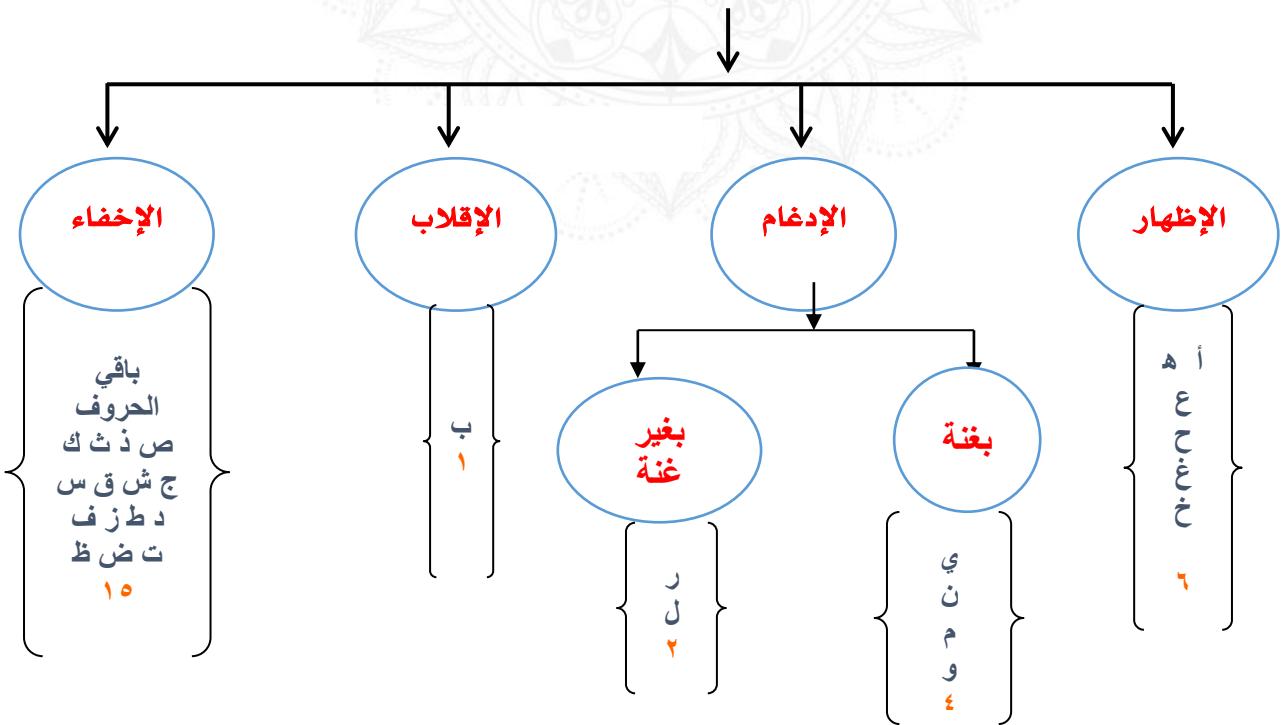 الإظهار
الإدغام
الإقلاب
الإخفاء
أ ه
ع
ح
غ
خ
٦
بغنة
ي
ن
م
و
٤
بغير
غنة
ر
ل
٢
ب
١
باقي
الحروف
ص ذ ث ك
ج ش ق س
د ط ز ف
ت ض ظ
١٥